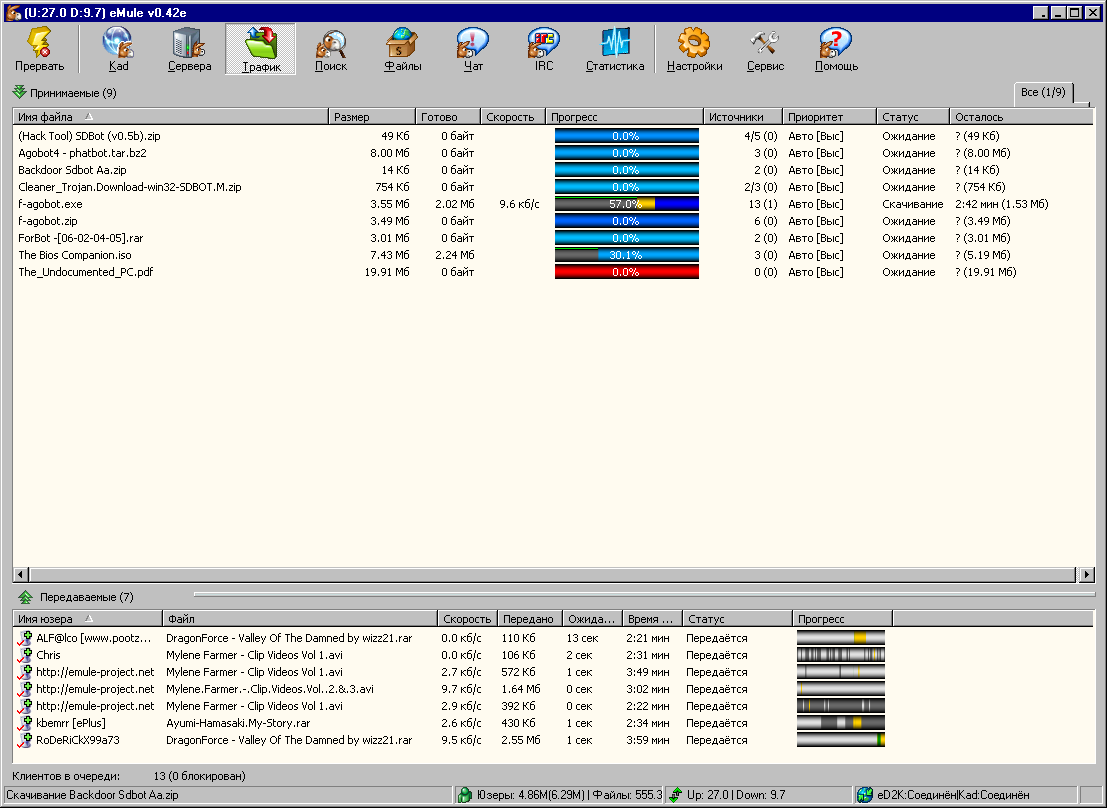 (U:27.0 D:9.7) eMule v0.42e
Прервать Kad Сервера Трафик Поиск Файлы Чат IRC Статистика Настройки Сервис Помощь
Принимаемые (9) Все (1/9)
Имя файла Размер Готово Скорость Прогресс Источники Приоритет Статус Осталось
(Hack Tool) SDBot (v0.5b).zip 49 Кб 0 байт 0.0% 4/5 (0) Авто [Выс] Ожидание ? (49 Кб)
Agobot4 - phatbot.tar.bz2 8.00 Мб 0 байт 0.0% 3 (0) Авто [Выс] Ожидание ? (8.00 Мб)
Backdoor Sdbot Aa.zip 14 Кб 0 байт 0.0% 2 (0) Авто [Выс] Ожидание ? (14 Кб)
Cleaner_Trojan.Download-win32-SDBOT.M.zip 754 Кб 0 байт 0.0% 2/3 (0) Авто [Выс] Ожидание ? (754 Кб)
f-agobot.exe 3.55 Мб 2.02 Мб 9.6 кб/с 57.0% 13 (1) Авто [Выс] Скачивание 2:42 мин (1.53 Мб)
f-agobot.zip 3.49 Мб 0 байт 0.0% 6 (0) Авто [Выс] Ожидание ? (3.49 Мб)
ForBot -[06-02-04-05].rar 3.01 Мб 0 байт 0.0% 2 (0) Авто [Выс] Ожидание ? (3.01 Мб)
The Bios Companion.iso 7.43 Мб 2.24 Мб 30.1% 3 (0) Авто [Выс] Ожидание ? (5.19 Мб)
The_Undocumented_PC.pdf 19.91 Мб 0 байт 0.0% 0 (0) Авто [Выс] Ожидание ? (19.91 Мб)
Передаваемые (7)
Имя юзера Файл Скорость Передано Ожида... Время ... Статус Прогресс
ALF@lco [www.pootz... DragonForce - Valley Of The Damned by wizz21.rar 0.0 кб/с 110 Кб 13 сек 2:21 мин Передаётся
Chris Mylene Farmer - Clip Videos Vol 1.avi 0.0 кб/с 106 Кб 2 сек 2:31 мин Передаётся
http://emule-project.net Mylene Farmer - Clip Videos Vol 1.avi 2.7 кб/с 572 Кб 1 сек 3:49 мин Передаётся
http://emule-project.net Mylene.Farmer.-.Clip.Videos.Vol..2.&.3.avi 9.7 кб/с 1.64 Мб 0 сек 3:02 мин Передаётся
http://emule-project.net Mylene Farmer - Clip Videos Vol 1.avi 2.9 кб/с 392 Кб 0 сек 2:22 мин Передаётся
kbemrr [ePlus] Ayumi-Hamasaki.My-Story.rar 2.6 кб/с 430 Кб 1 сек 2:34 мин Передаётся
RoDeRiCkX99a73 DragonForce - Valley Of The Damned by wizz21.rar 9.5 кб/с 2.55 Мб 1 сек 3:59 мин Передаётся
Клиентов в очереди: 13 (0 блокирован)
Скачивание Backdoor Sdbot Aa.zip Юзеры: 4.86M(6.29M) | Файлы: 555.3 Up: 27.0 | Down: 9.7 eD2K:Соединён|Kad:Соединён